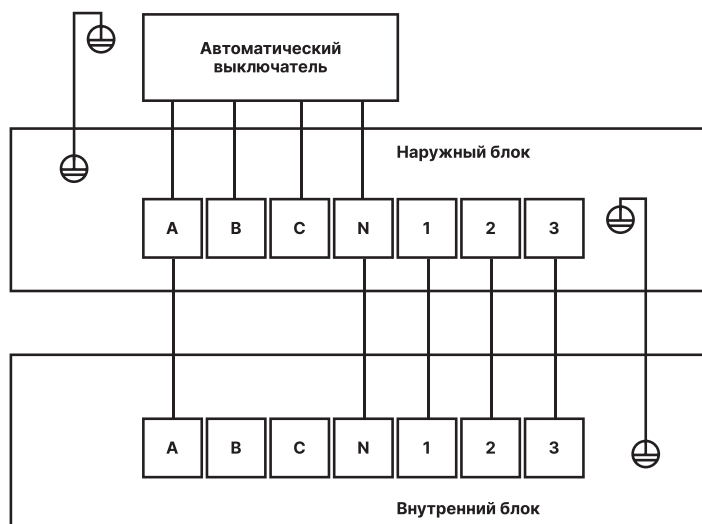 Автоматический
выключатель
Наружный блок
A B C N 1 2 3
A B C N 1 2 3
Внутренний блок